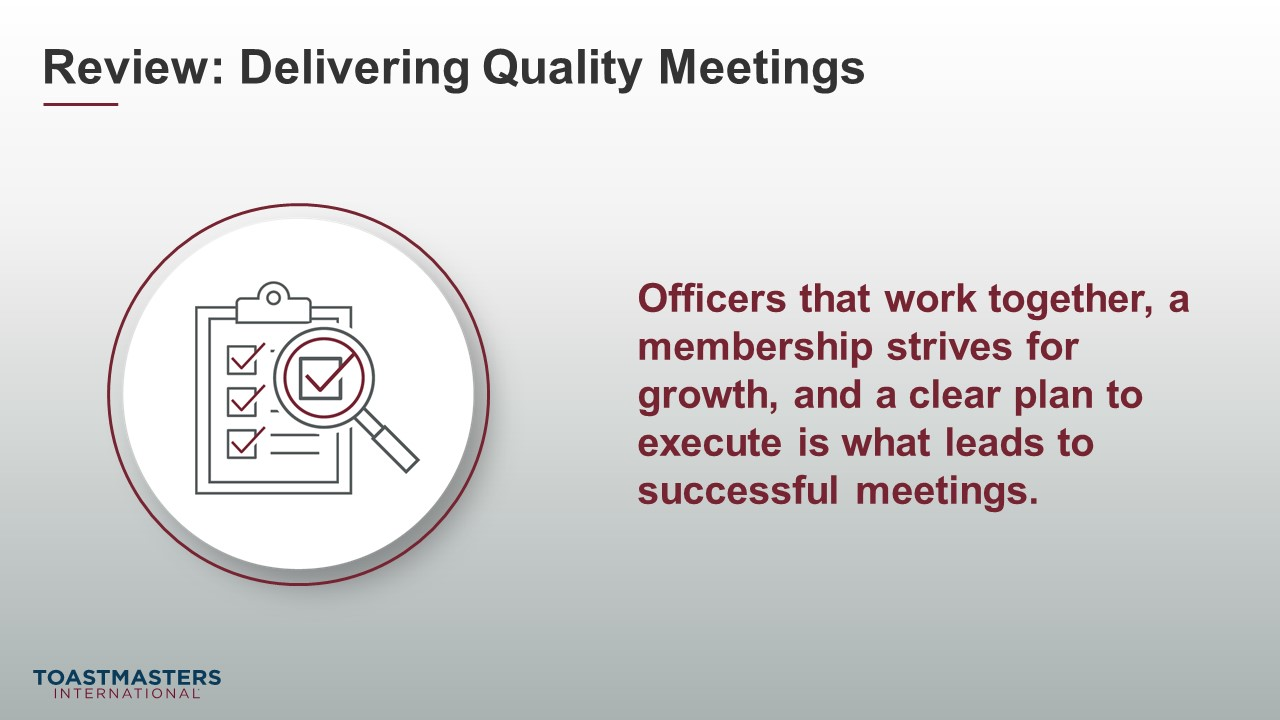 Review: Delivering Quality Meetings
Officers that work together, a
membership strives for
growth, and a clear plan to
execute is what leads to
successful meetings.
TOASTMASTERS
INTERNATIONAL